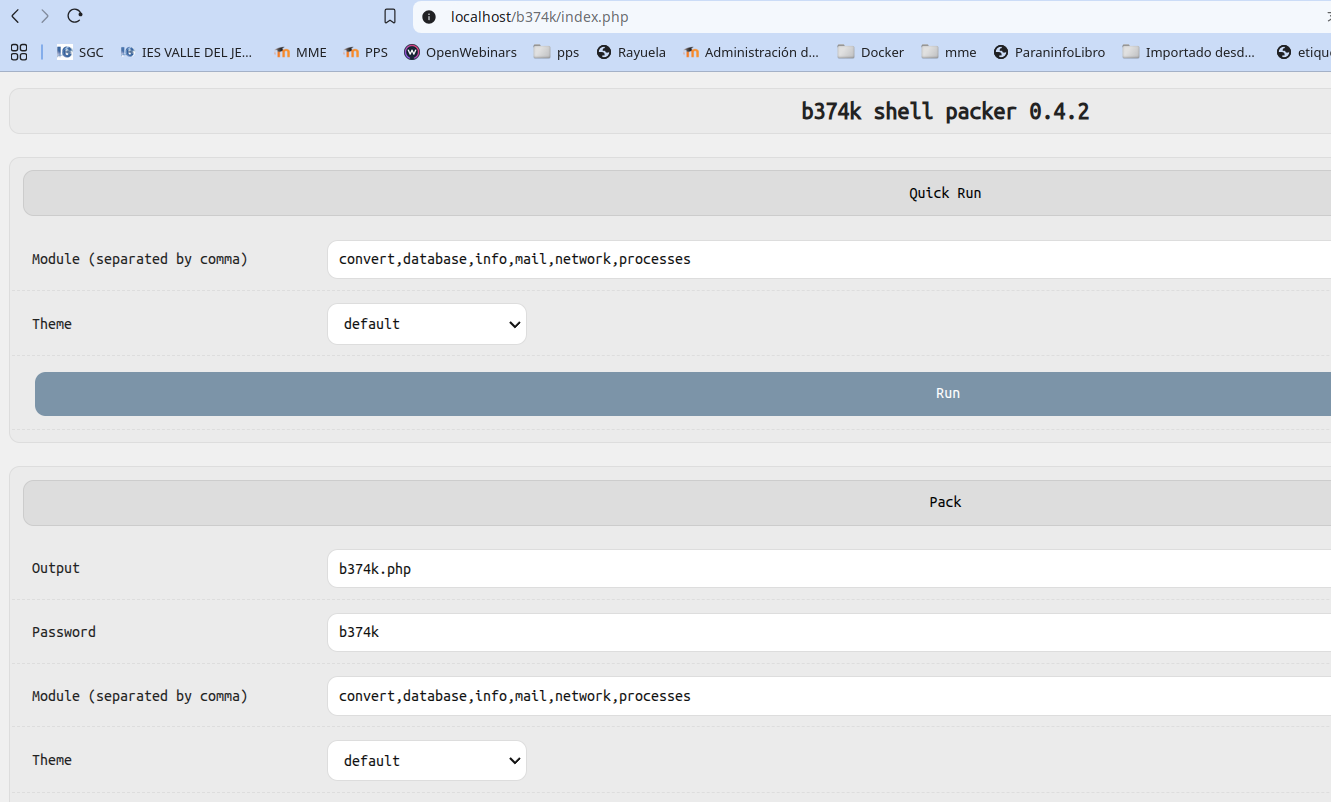 localhost/b374k/index.php
SGC IES VALLE DEL JE... MME PPS OpenWebinars pps Rayuela Administración d... Docker mme ParaninfoLibro Importado desd... etique
b374k shell packer 0.4.2
Quick Run
Module (separated by comma) convert,database,info,mail,network,processes
Theme default
Run
Pack
Output b374k.php
Password b374k
Module (separated by comma) convert,database,info,mail,network,processes
Theme default